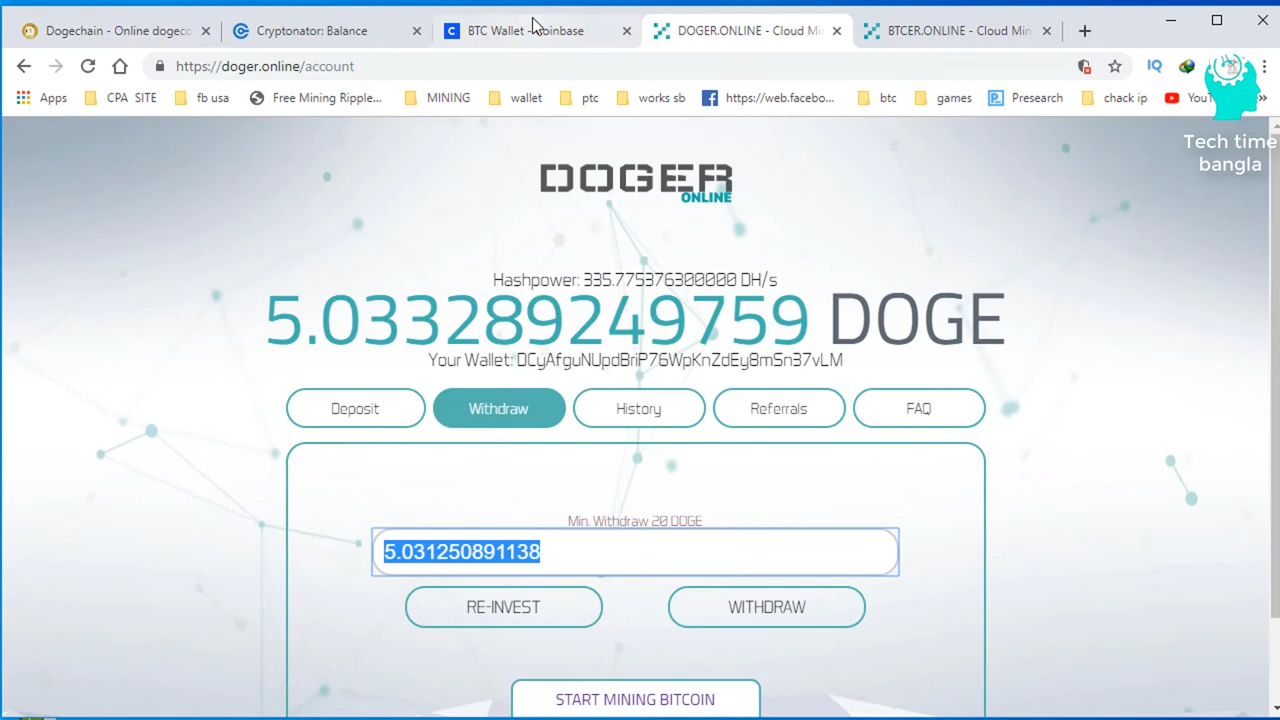 Dogechain - Online dogeco
Cryptonator: Balance
BTC Wallet - Coinbase
DOGER.ONLINE - Cloud Min
BTCER.ONLINE - Cloud Min
https://doger.online/account
IQ
Apps
CPA SITE
fb usa
Free Mining Ripple...
MINING
wallet
ptc
works sb
https://web.facebo...
btc
games
Presearch
chack ip
YouT
Tech time
bangla
DOGER
ONLINE
Hashpower: 335.775376300000 DH/s
5.033289249759 DOGE
Your Wallet: DCyAfguNUpdBriP76WpKnZdEy8mSn37vLM
Deposit
Withdraw
History
Referrals
FAQ
Min. Withdraw 20 DOGE
5.031250891138
RE-INVEST
WITHDRAW
START MINING BITCOIN